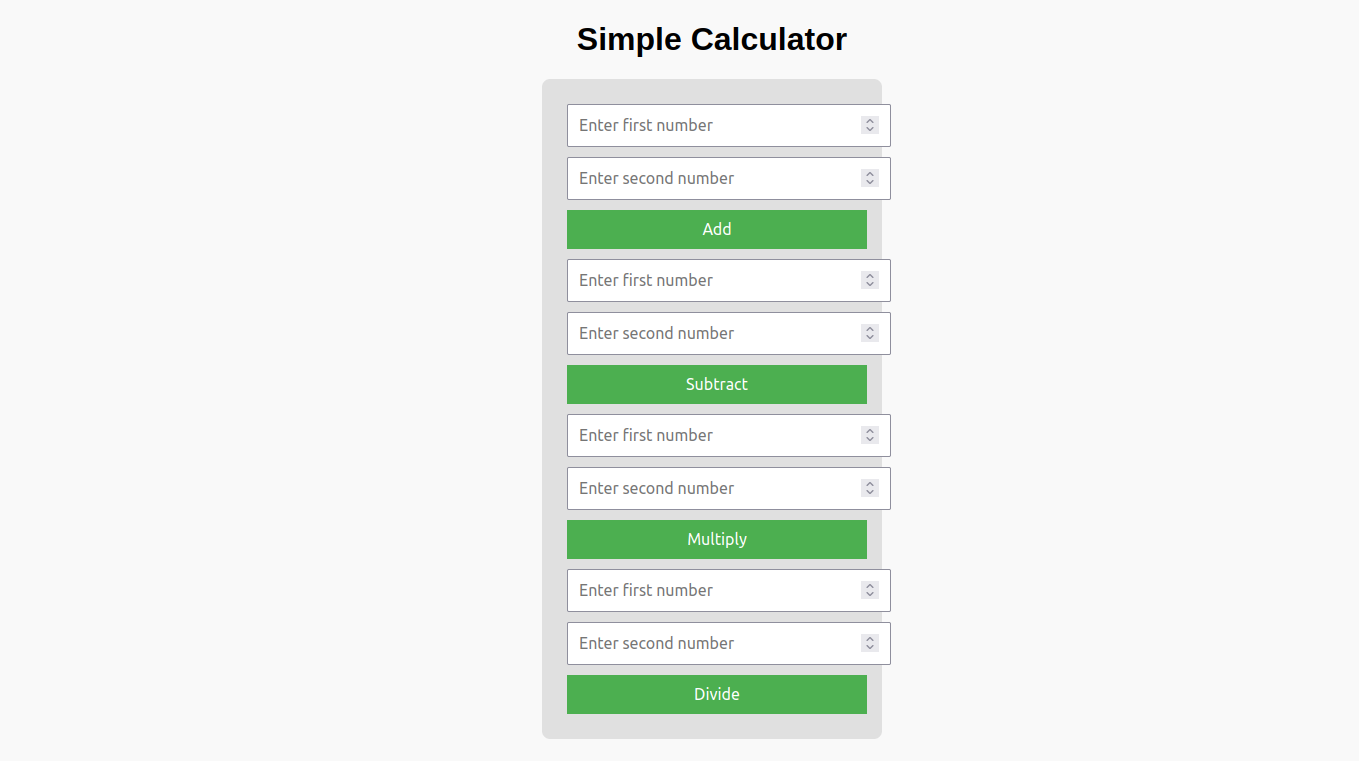 Simple Calculator
Enter first number
Enter second number
Add
Enter first number
Enter second number
Subtract
Enter first number
Enter second number
Multiply
Enter first number
Enter second number
Divide